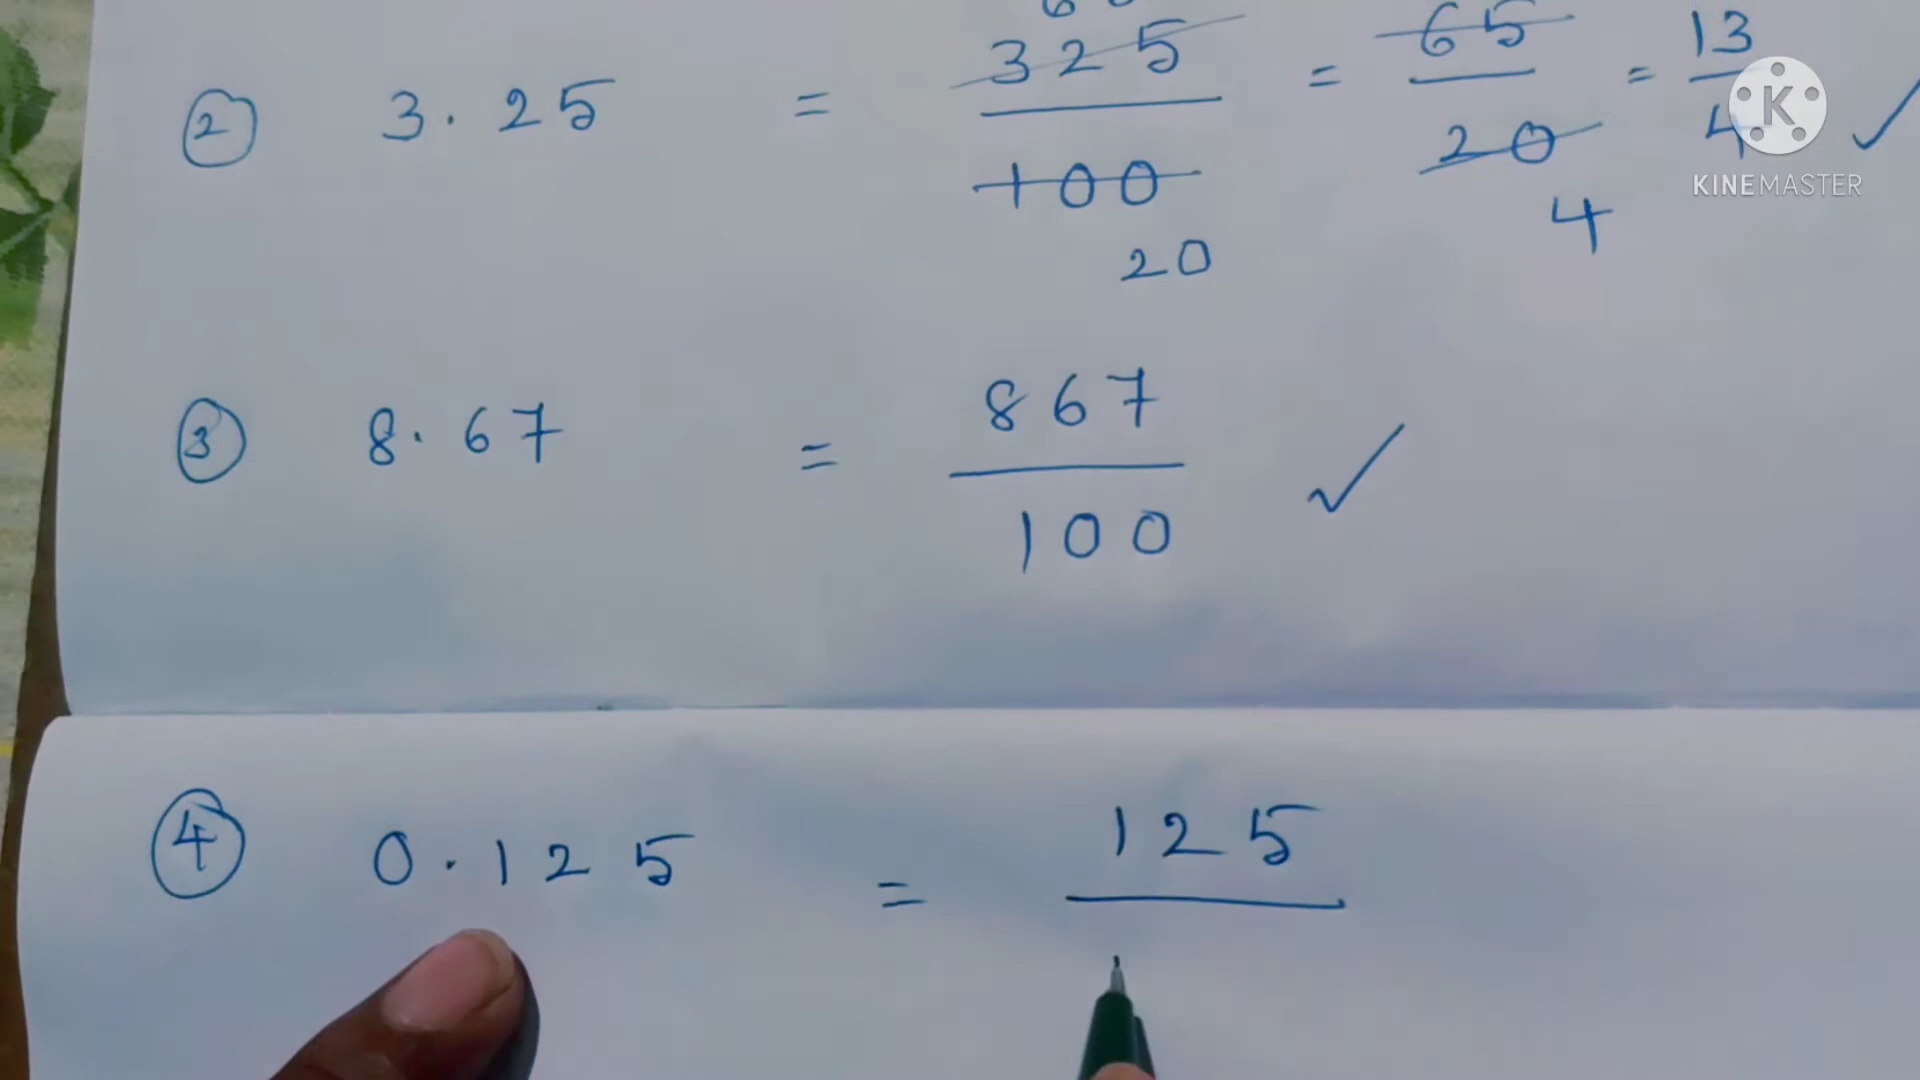 ② 3.25 = 325/100 = 65/20 = 13/4 ✓
20 4
③ 8.67 = 867/100 ✓
④ 0.125 = 125
K
KINEMASTER